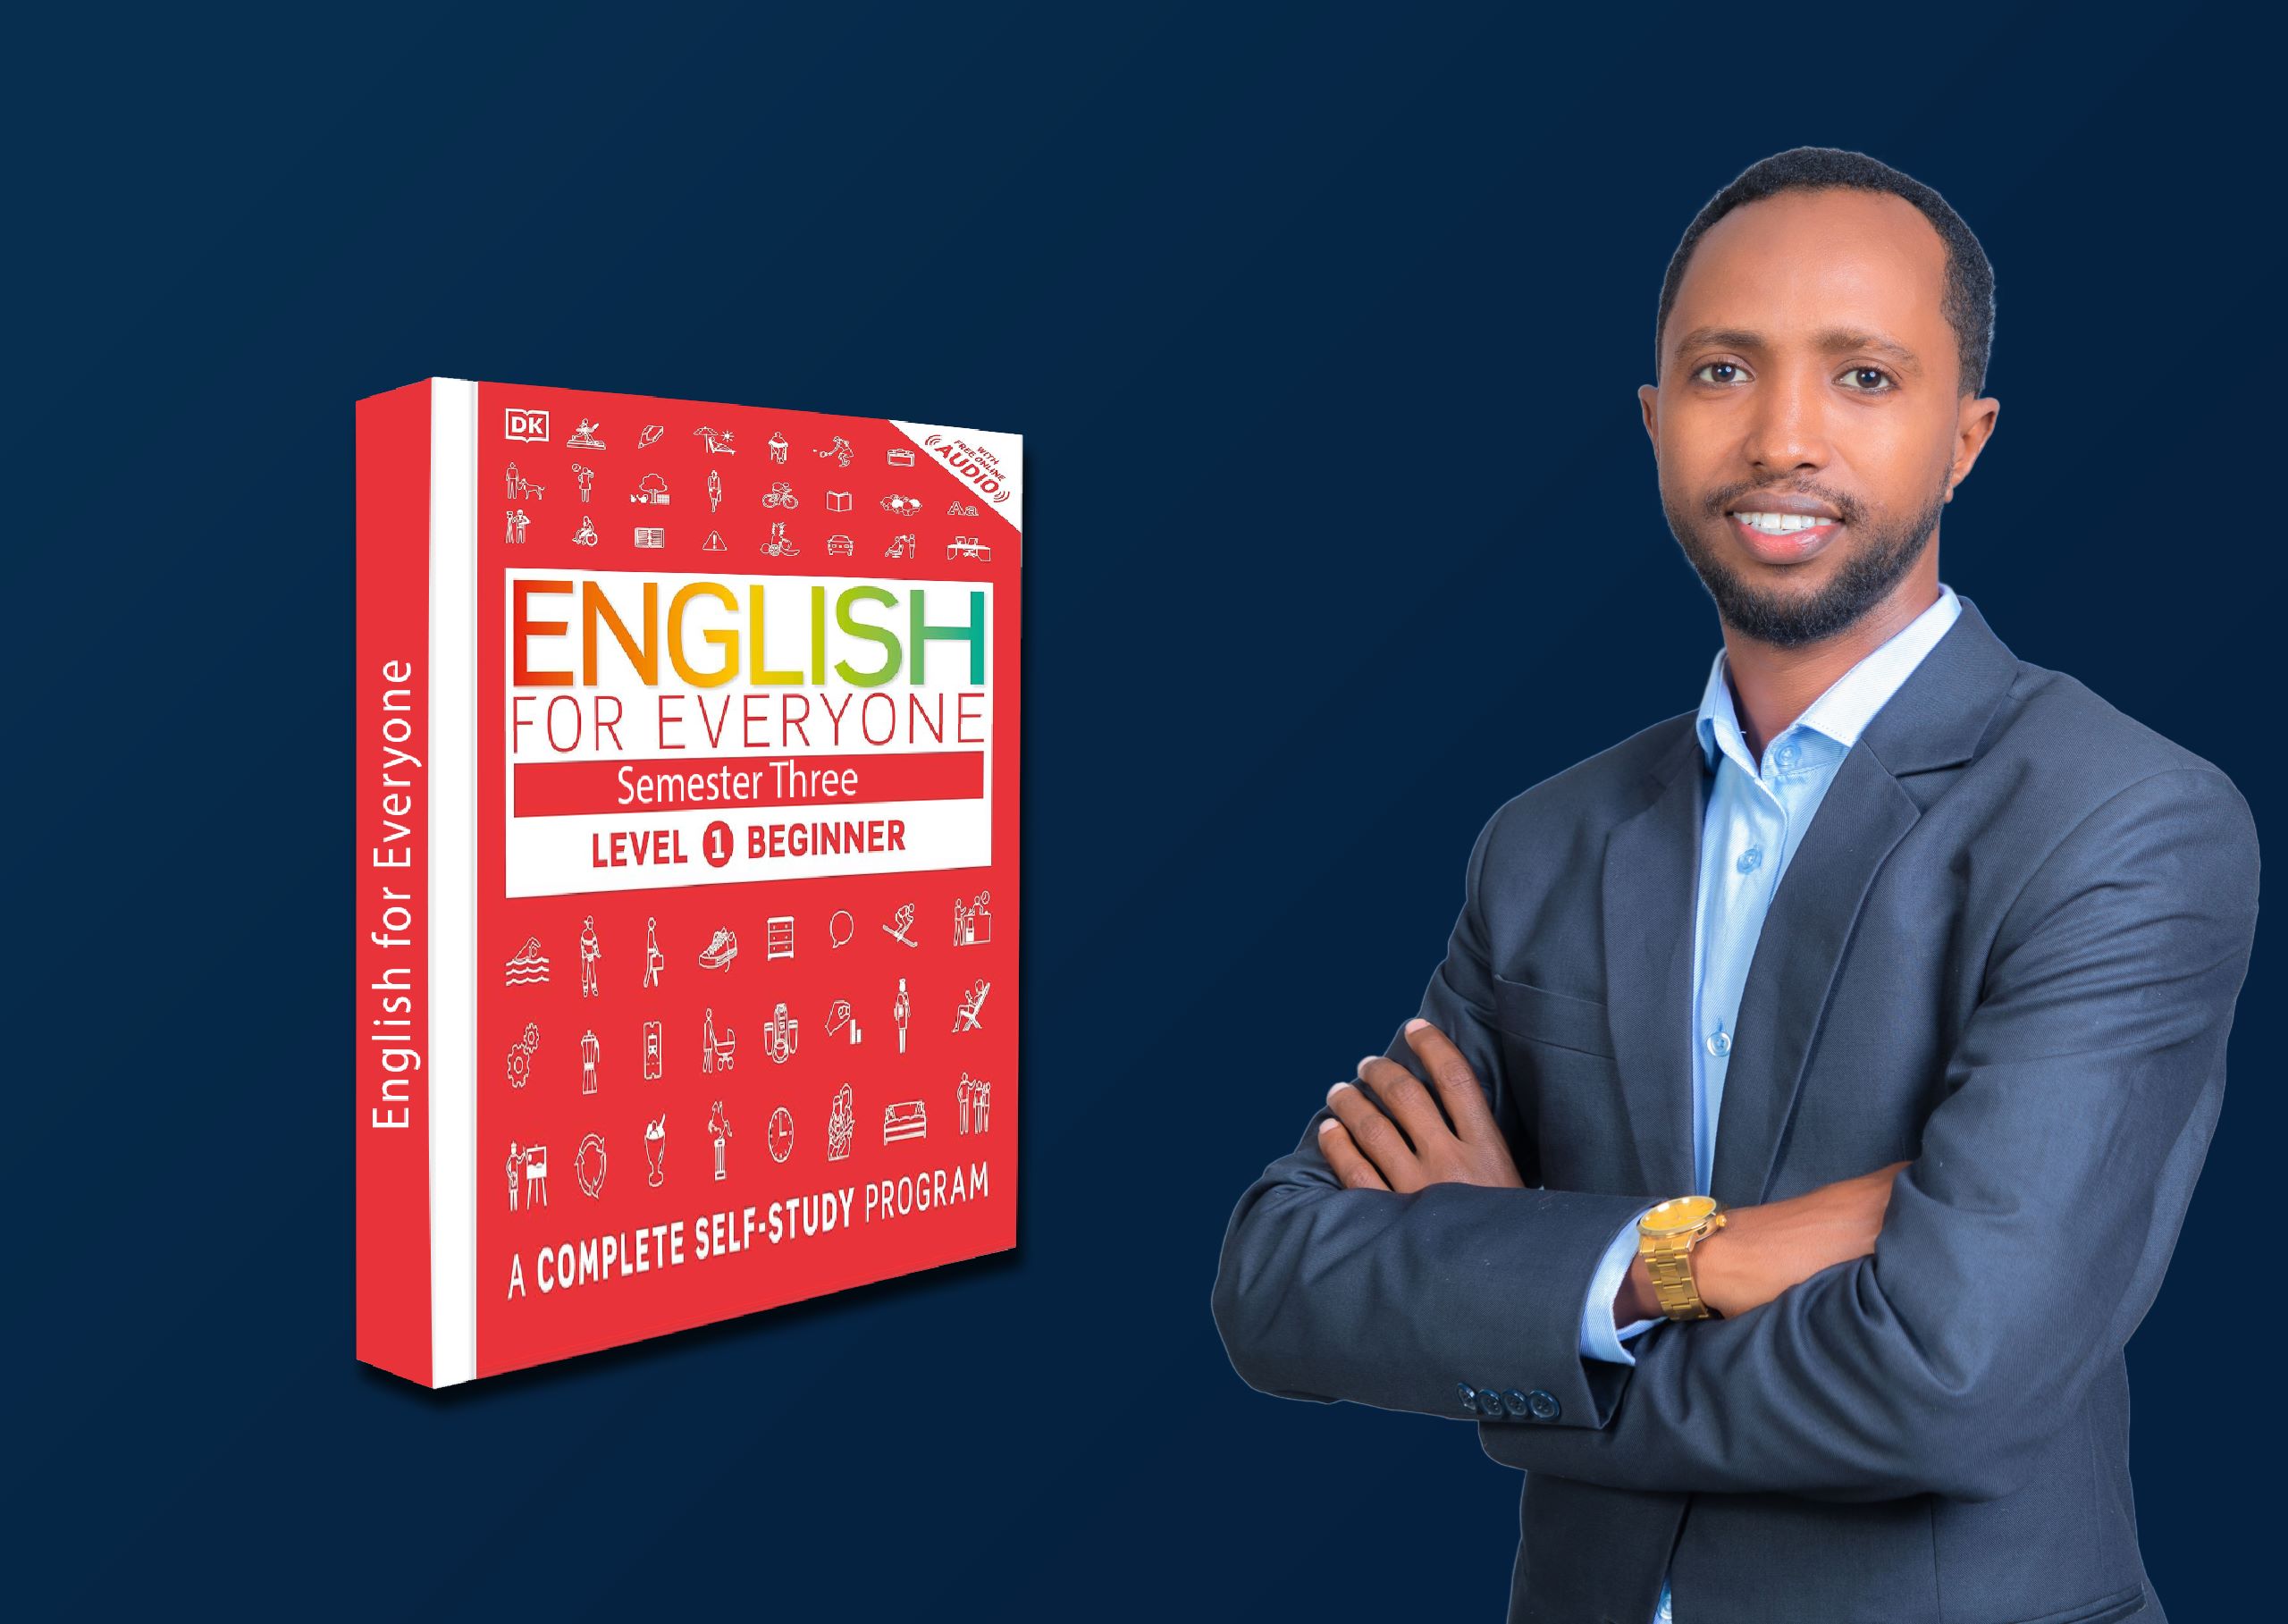 English for Everyone
DK
WITH
FREE ONLINE
AUDIO
Aa
ENGLISH
FOR EVERYONE
Semester Three
LEVEL 1 BEGINNER
A COMPLETE SELF-STUDY PROGRAM